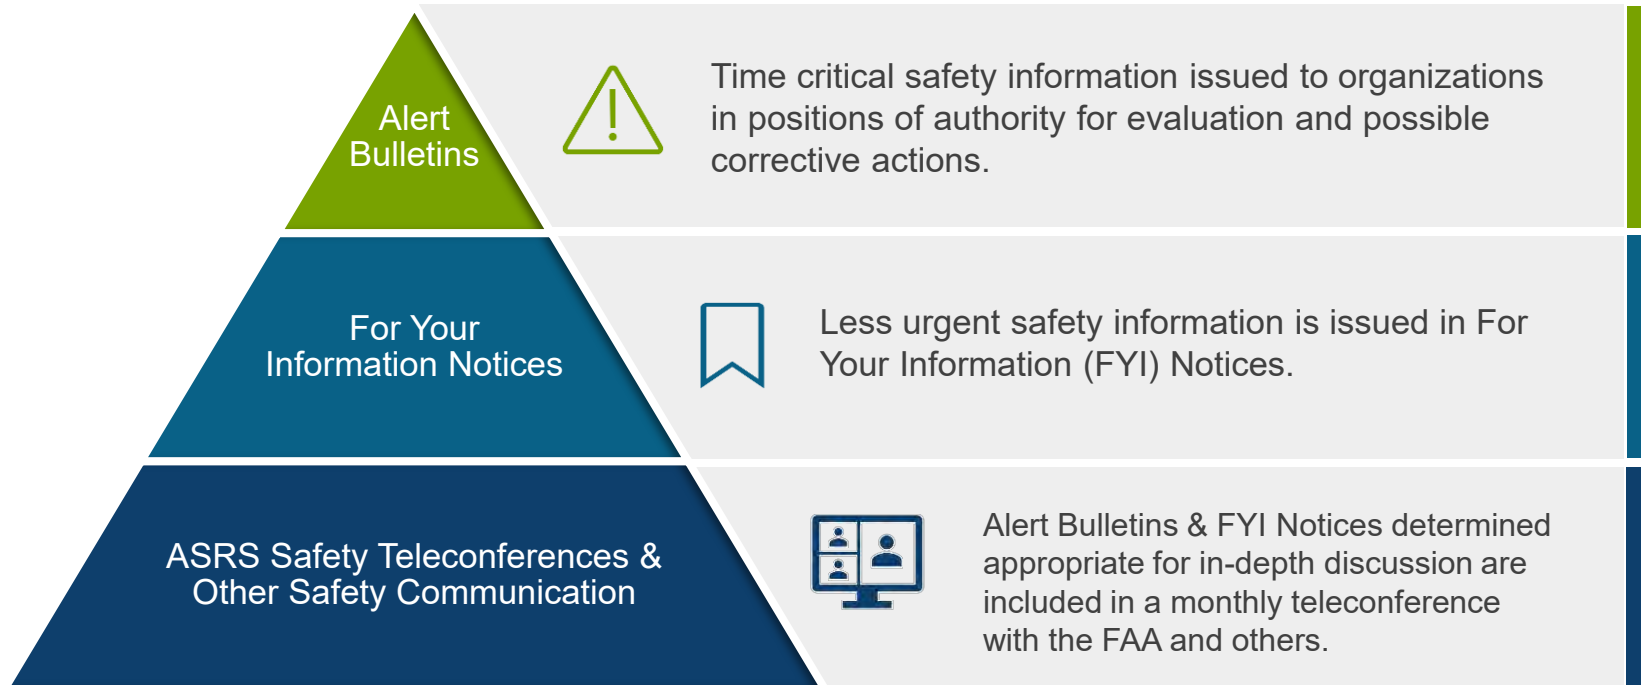 Alert
Bulletins
Time critical safety information issued to organizations
in positions of authority for evaluation and possible
corrective actions.
For Your
Information Notices
Less urgent safety information is issued in For
Your Information (FYI) Notices.
ASRS Safety Teleconferences &
Other Safety Communication
Alert Bulletins & FYI Notices determined
appropriate for in-depth discussion are
included in a monthly teleconference
with the FAA and others.